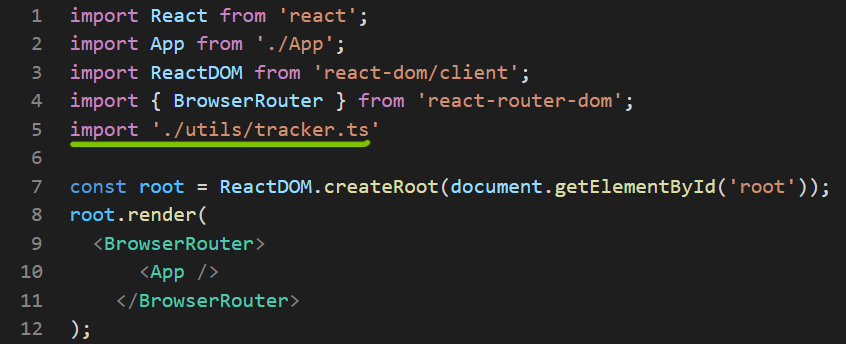 1 import React from 'react';
2 import App from './App';
3 import ReactDOM from 'react-dom/client';
4 import { BrowserRouter } from 'react-router-dom';
5 import './utils/tracker.ts'
6
7 const root = ReactDOM.createRoot(document.getElementById('root'));
8 root.render(
9   <BrowserRouter>
10       <App />
11     </BrowserRouter>
12 );